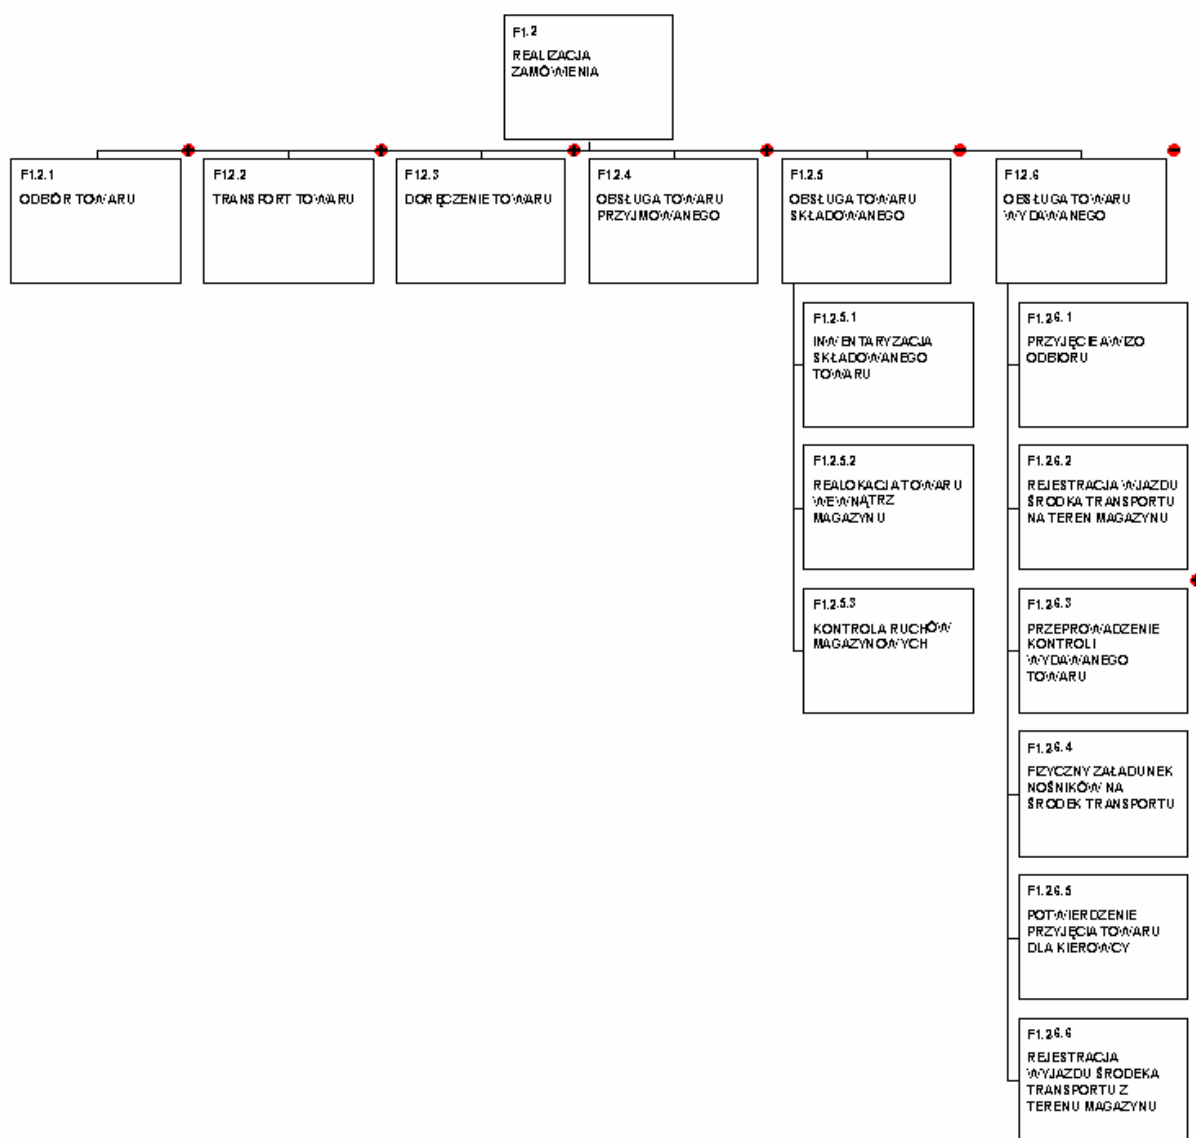 F1.2
REALIZACJA
ZAMÓWIENIA
F1.2.1
ODBÓR TOWARU
F1.2.2
TRANSPORT TOWARU
F1.2.3
DORĘCZENIE TOWARU
F1.2.4
OBSŁUGA TOWARU
PRZYJMOWANEGO
F1.2.5
OBSŁUGA TOWARU
SKŁADOWANEGO
F1.2.6
OBSŁUGA TOWARU
WYDAWANEGO
F1.2.5.1
INWENTARYZACJA
SKŁADOWANEGO
TOWARU
F1.2.5.2
REALOKACJA TOWARU
WEWNĄTRZ
MAGAZYNU
F1.2.5.3
KONTROLA RUCHÓW
MAGAZYNOWYCH
F1.2.6.1
PRZYJĘCIE AWIZO
ODBIORU
F1.2.6.2
REJESTRACJA WJAZDU
ŚRODKA TRANSPORTU
NA TEREN MAGAZYNU
F1.2.6.3
PRZEPROWADZENIE
KONTROLI
WYDAWANEGO
TOWARU
F1.2.6.4
FIZYCZNY ZAŁADUNEK
NOŚNIKÓW NA
ŚRODEK TRANSPORTU
F1.2.6.5
POTWIERDZENIE
PRZYJĘCIA TOWARU
DLA KIEROWCY
F1.2.6.6
REJESTRACJA
WYJAZDU ŚRODEKA
TRANSPORTU Z
TERENU MAGAZYNU